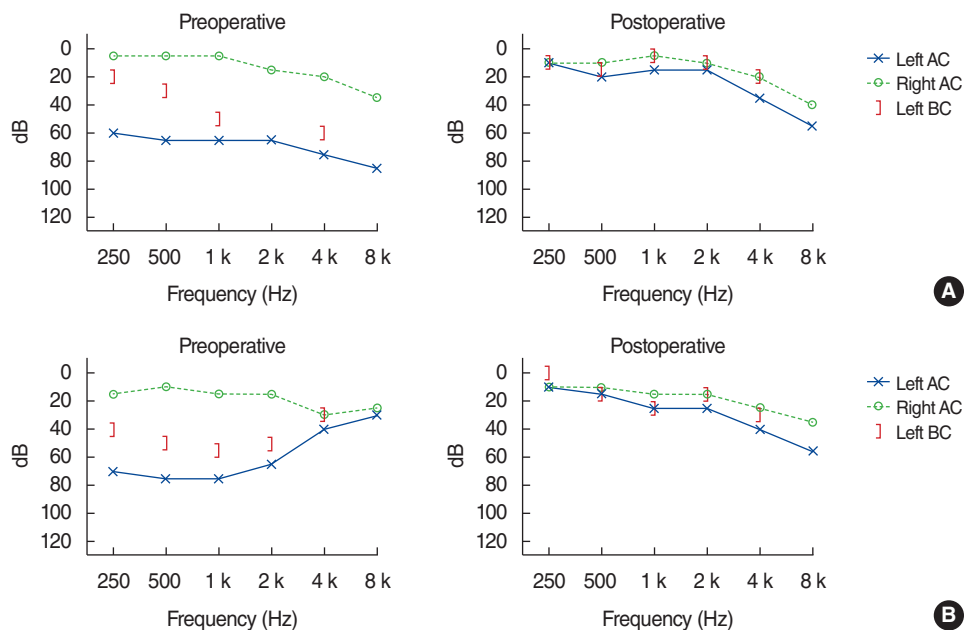 Preoperative
0
20
40
60
80
100
120
dB
250 500 1 k 2 k 4 k 8 k
Frequency (Hz)
Postoperative
0
20
40
60
80
100
120
dB
250 500 1 k 2 k 4 k 8 k
Frequency (Hz)
Left AC
Right AC
Left BC
A
Preoperative
0
20
40
60
80
100
120
dB
250 500 1 k 2 k 4 k 8 k
Frequency (Hz)
Postoperative
0
20
40
60
80
100
120
dB
250 500 1 k 2 k 4 k 8 k
Frequency (Hz)
Left AC
Right AC
Left BC
B